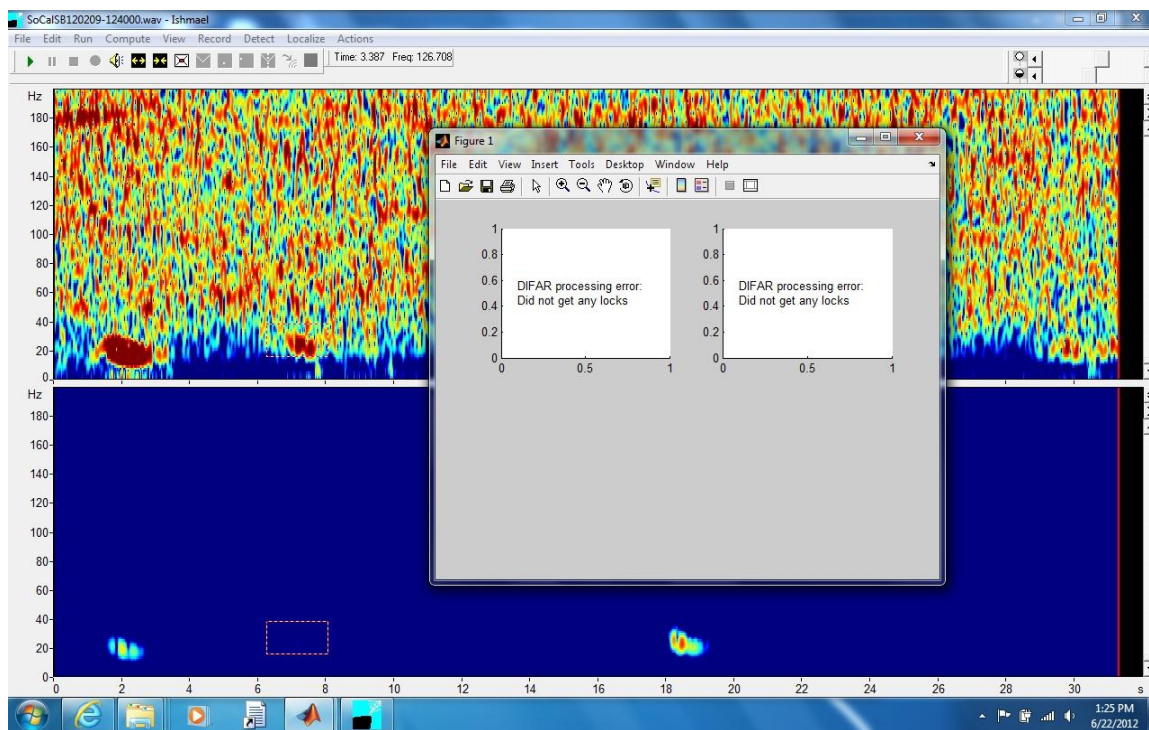 SoCalSB120209-124000.wav - Ishmael
File Edit Run Compute View Record Detect Localize Actions
Time: 3.387 Freq: 126.708
Hz
180
160
140
120
100
80
60
40
20
0
Figure 1
File Edit View Insert Tools Desktop Window Help
1
0.8
0.6
0.4
0.2
0
0 0.5 1
DIFAR processing error:
Did not get any locks
1
0.8
0.6
0.4
0.2
0
0 0.5 1
DIFAR processing error:
Did not get any locks
Hz
180
160
140
120
100
80
60
40
20
0
0 2 4 6 8 10 12 14 16 18 20 22 24 26 28 30 s
1:25 PM
6/22/2012